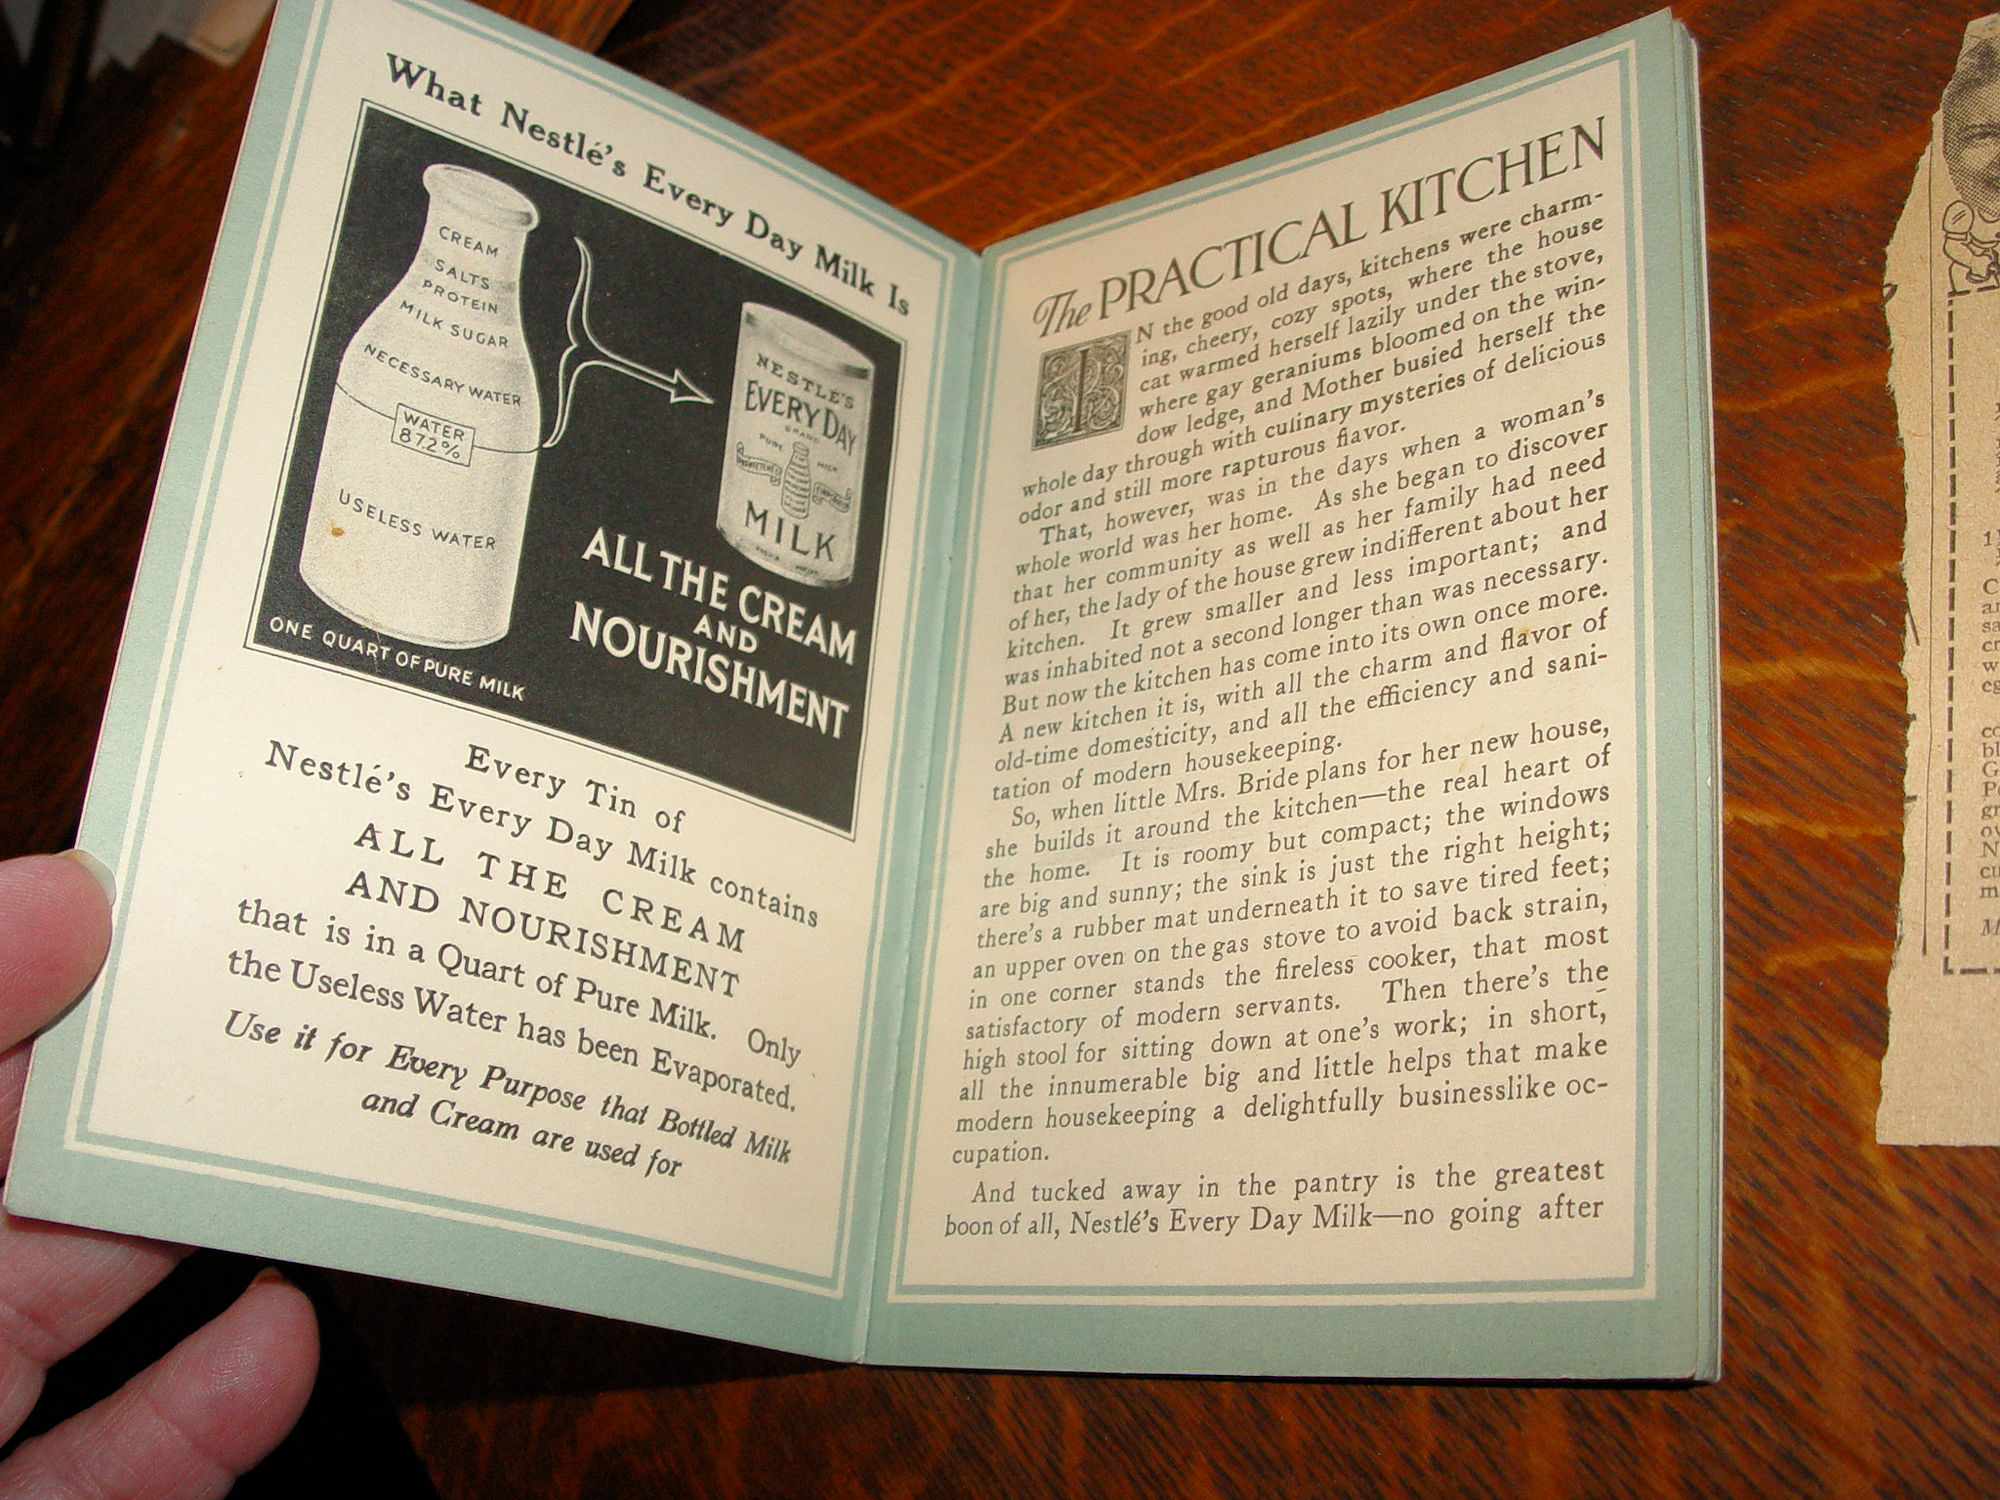 What Nestlé's Every Day Milk Is
CREAM
SALTS
PROTEIN
MILK SUGAR
NECESSARY WATER
WATER
87.2%
USELESS WATER
ONE QUART OF PURE MILK
NESTLÉ'S
EVERY DAY
BRAND
PURE MILK
MILK
ALL THE CREAM
AND
NOURISHMENT
Every Tin of
Nestlé's Every Day Milk contains
ALL THE CREAM
AND NOURISHMENT
that is in a Quart of Pure Milk. Only
the Useless Water has been Evaporated.
Use it for Every Purpose that Bottled Milk
and Cream are used for
The PRACTICAL KITCHEN
IN the good old days, kitchens were charm-
ing, cheery, cozy spots, where the house
cat warmed herself lazily under the stove,
where gay geraniums bloomed on the win-
dow ledge, and Mother busied herself the
whole day through with culinary mysteries of delicious
odor and still more rapturous flavor.
That, however, was in the days when a woman's
whole world was her home. As she began to discover
that her community as well as her family had need
of her, the lady of the house grew indifferent about her
kitchen. It grew smaller and less important; and
was inhabited not a second longer than was necessary.
But now the kitchen has come into its own once more.
A new kitchen it is, with all the charm and flavor of
old-time domesticity, and all the efficiency and sani-
tation of modern housekeeping.
So, when little Mrs. Bride plans for her new house,
she builds it around the kitchen—the real heart of
the home. It is roomy but compact; the windows
are big and sunny; the sink is just the right height;
there's a rubber mat underneath it to save tired feet;
an upper oven on the gas stove to avoid back strain,
in one corner stands the fireless cooker, that most
satisfactory of modern servants. Then there's the
high stool for sitting down at one's work; in short,
all the innumerable big and little helps that make
modern housekeeping a delightfully businesslike oc-
cupation.
And tucked away in the pantry is the greatest
boon of all, Nestlé's Every Day Milk—no going after